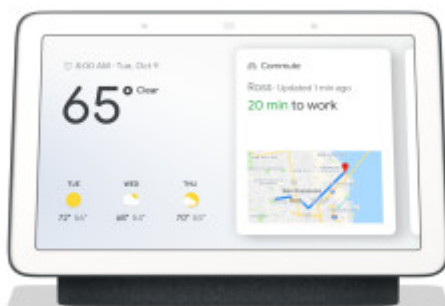 8:00 AM · Tue, Oct 9
65° Clear
TUE
WED
THU
Commute
Ross · Updated 1 min ago
20 min to work